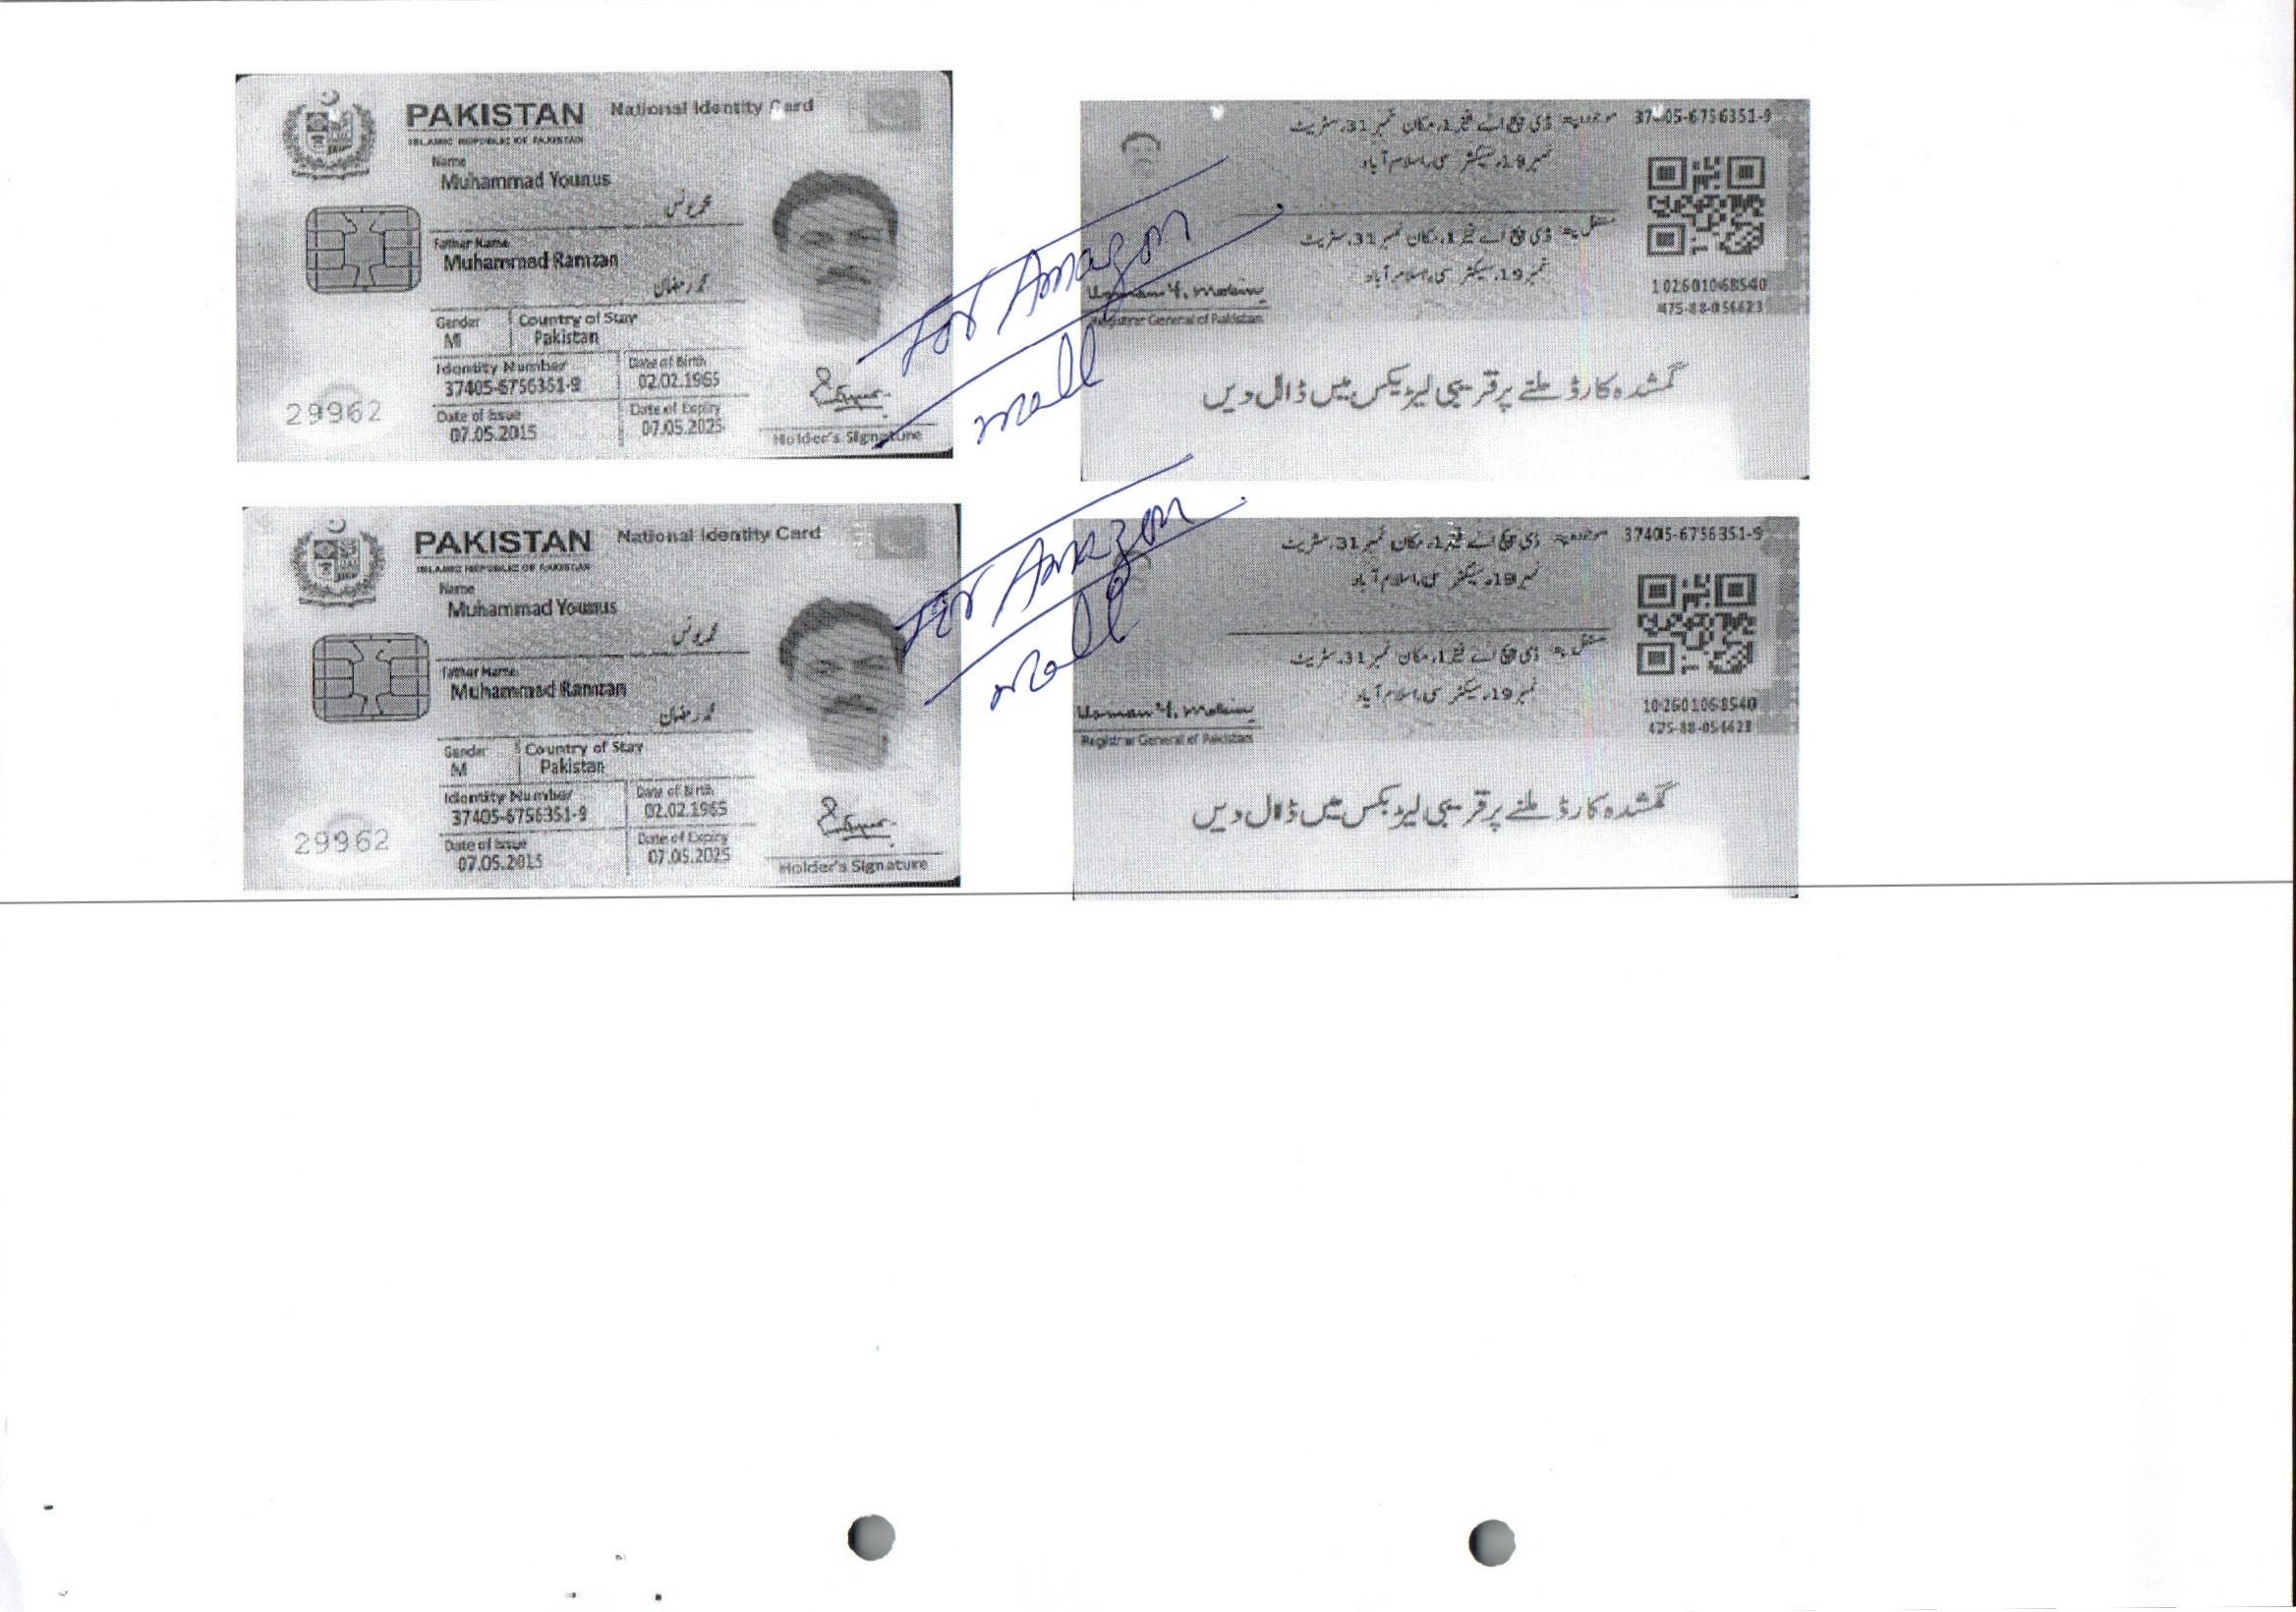 PAKISTAN National Identity Card
ISLAMIC REPUBLIC OF PAKISTAN
Name
Muhammad Younus
محمد یونس
Father Name
Muhammad Ramzan
محمد رمضان
Gender Country of Stay
M Pakistan
Identity Number Date of Birth
37405-6756351-9 02.02.1965
Date of Issue Date of Expiry
07.05.2015 07.05.2025
29962
Holder's Signature
For Amazon
mall
37405-6756351-9
موجودہ پتہ: ڈی ایچ اے فیز 1، مکان نمبر 31، سٹریٹ
نمبر 19، سیکٹر سی، اسلام آباد
مستقل پتہ: ڈی ایچ اے فیز 1، مکان نمبر 31، سٹریٹ
نمبر 19، سیکٹر سی، اسلام آباد
Registrar General of Pakistan
102601068540
475-88-056623
گمشدہ کارڈ ملنے پر قریبی لیٹر بکس میں ڈال دیں
PAKISTAN National Identity Card
ISLAMIC REPUBLIC OF PAKISTAN
Name
Muhammad Younus
محمد یونس
Father Name
Muhammad Ramzan
محمد رمضان
Gender Country of Stay
M Pakistan
Identity Number Date of Birth
37405-6756351-9 02.02.1965
Date of Issue Date of Expiry
07.05.2015 07.05.2025
29962
Holder's Signature
For Amazon
mall
37405-6756351-9
موجودہ پتہ: ڈی ایچ اے فیز 1، مکان نمبر 31، سٹریٹ
نمبر 19، سیکٹر سی، اسلام آباد
مستقل پتہ: ڈی ایچ اے فیز 1، مکان نمبر 31، سٹریٹ
نمبر 19، سیکٹر سی، اسلام آباد
Registrar General of Pakistan
102601068540
گمشدہ کارڈ ملنے پر قریبی لیٹر بکس میں ڈال دیں